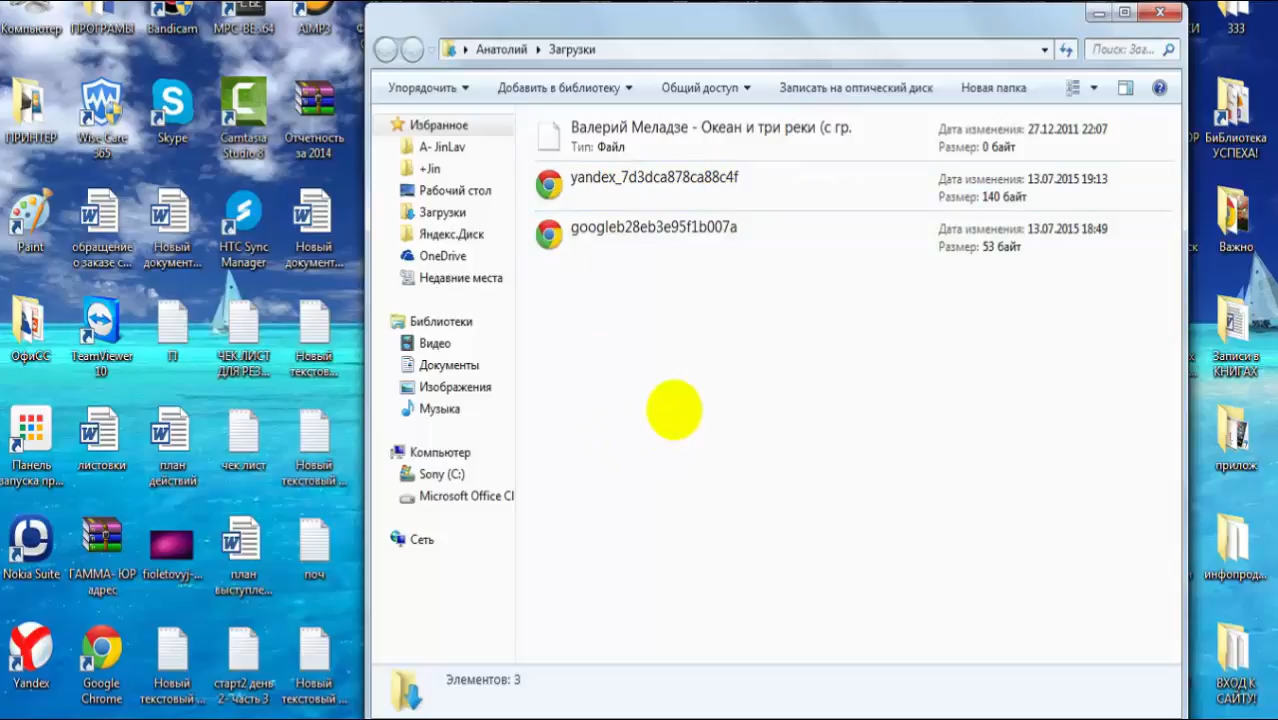 Компьютер
ПРОГРАМЫ
Bandicam
MPC-BE..64
AIMP3
333
ПРИНТЕР
Wise Care
365
Skype
Camtasia
Studio 8
Отчетность
за 2014
Библиотека
УСПЕХА!
Paint
обращение
о заказе с...
Новый
документ...
HTC Sync
Manager
Новый
документ...
Важно
ОфиСС
TeamViewer
10
П
ЧЕК ЛИСТ
ДЛЯ РЕЗ...
Новый
текстов...
Записи в
КНИГАХ
Панель
запуска пр...
листовки
план
действий
чек лист
Новый
текстовый ...
прилож
Nokia Suite
ГАММА- ЮР
адрес
fioletovyj-...
план
выступле...
поч
инфопрод...
Yandex
Google
Chrome
Новый
текстовый ...
старт2 день
2- Часть 3
Новый
текстовый ...
ВХОД К
САЙТУ!
Анатолий
Загрузки
Поиск: Заг...
Упорядочить
Добавить в библиотеку
Общий доступ
Записать на оптический диск
Новая папка
Избранное
A- JinLav
+Jin
Рабочий стол
Загрузки
Яндекс.Диск
OneDrive
Недавние места
Библиотеки
Видео
Документы
Изображения
Музыка
Компьютер
Sony (C:)
Microsoft Office Cl
Сеть
Валерий Меладзе - Океан и три реки (с гр.
Тип: Файл
Дата изменения: 27.12.2011 22:07
Размер: 0 байт
yandex_7d3dca878ca88c4f
Дата изменения: 13.07.2015 19:13
Размер: 140 байт
googleb28eb3e95f1b007a
Дата изменения: 13.07.2015 18:49
Размер: 53 байт
Элементов: 3